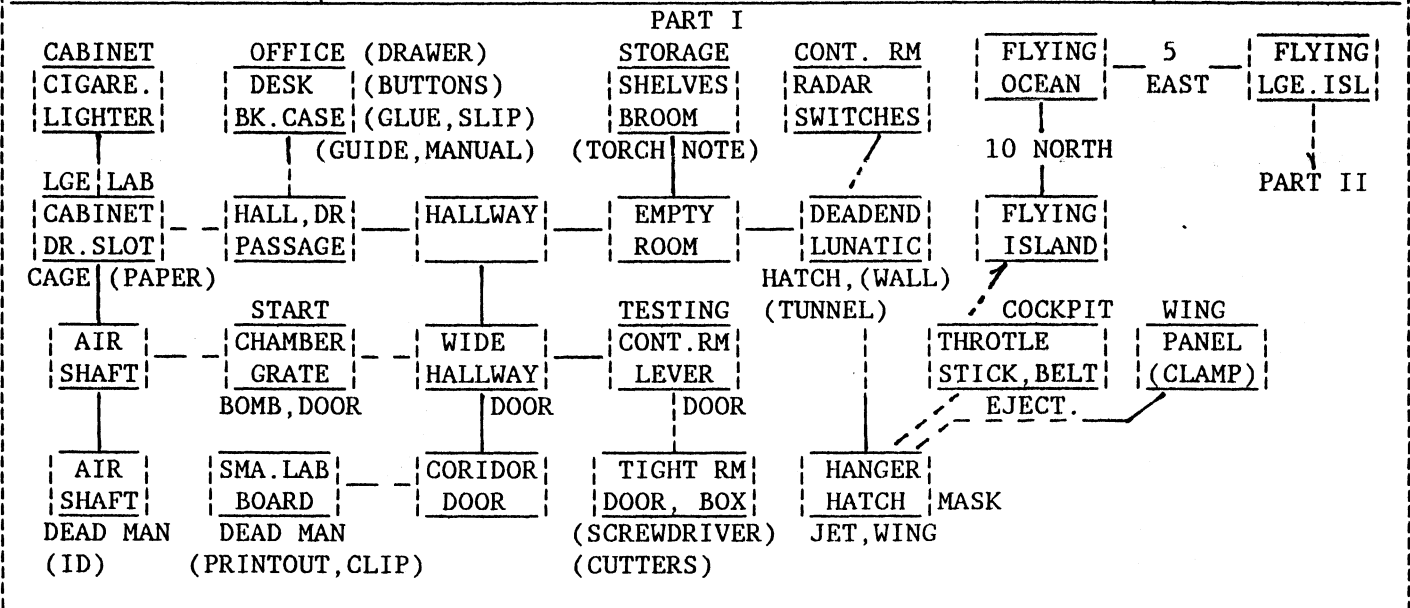 PART I
CABINET OFFICE (DRAWER) STORAGE CONT. RM FLYING 5 FLYING
CIGARE. DESK (BUTTONS) SHELVES RADAR OCEAN EAST LGE.ISL
LIGHTER BK.CASE (GLUE,SLIP) BROOM SWITCHES
(GUIDE,MANUAL) (TORCH NOTE) 10 NORTH
LGE LAB PART II
CABINET HALL,DR HALLWAY EMPTY DEADEND FLYING
DR.SLOT PASSAGE ROOM LUNATIC ISLAND
CAGE (PAPER) HATCH,(WALL)
START TESTING (TUNNEL) COCKPIT WING
AIR CHAMBER WIDE CONT.RM THROTLE PANEL
SHAFT GRATE HALLWAY LEVER STICK,BELT (CLAMP)
BOMB,DOOR DOOR DOOR EJECT.
AIR SMA.LAB CORIDOR TIGHT RM HANGER
SHAFT BOARD DOOR DOOR, BOX HATCH MASK
DEAD MAN DEAD MAN (SCREWDRIVER) JET,WING
(ID) (PRINTOUT,CLIP) (CUTTERS)